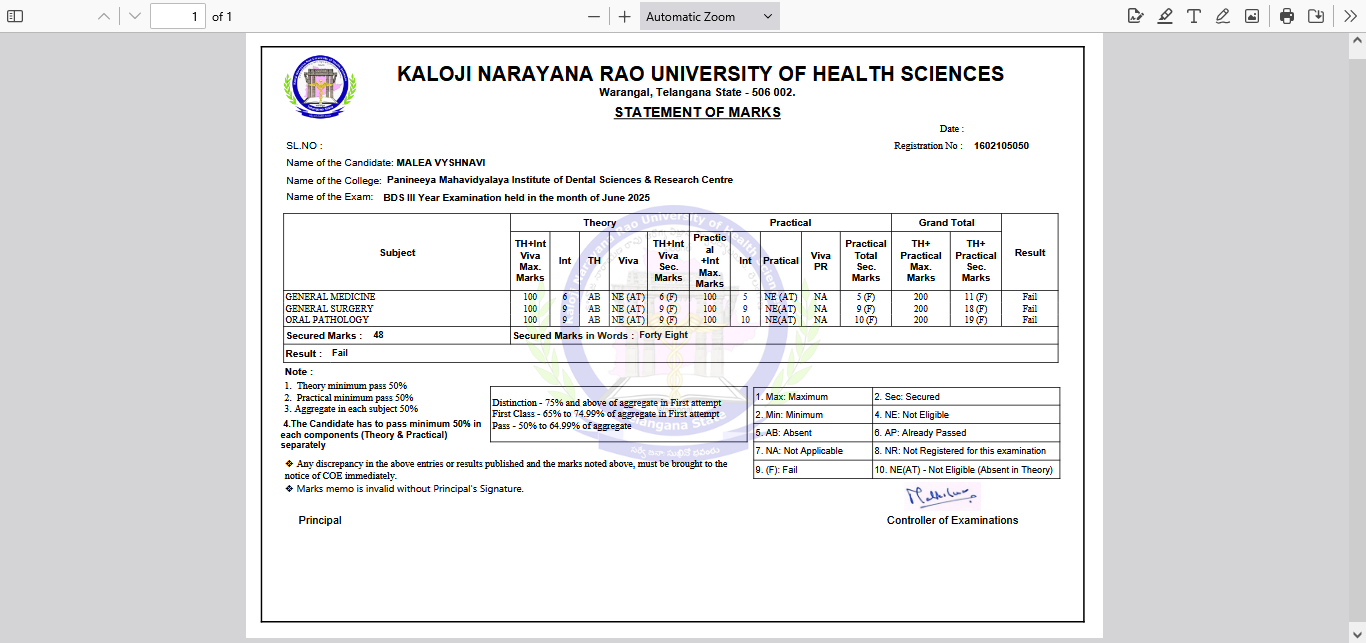 1 of 1 Automatic Zoom
KALOJI NARAYANA RAO UNIVERSITY OF HEALTH SCIENCES
Warangal, Telangana State - 506 002.
STATEMENT OF MARKS
Date :
SL.NO : Registration No : 1602105050
Name of the Candidate: MALEA VYSHNAVI
Name of the College: Panineeya Mahavidyalaya Institute of Dental Sciences & Research Centre
Name of the Exam: BDS III Year Examination held in the month of June 2025
Theory Practical Grand Total
Subject TH+Int Viva Max. Marks Int TH Viva TH+Int Viva Sec. Marks Practic al +Int Max. Marks Int Pratical Viva PR Practical Total Sec. Marks TH+ Practical Max. Marks TH+ Practical Sec. Marks Result
GENERAL MEDICINE 100 6 AB NE (AT) 6 (F) 100 5 NE (AT) NA 5 (F) 200 11 (F) Fail
GENERAL SURGERY 100 9 AB NE (AT) 9 (F) 100 9 NE(AT) NA 9 (F) 200 18 (F) Fail
ORAL PATHOLOGY 100 9 AB NE (AT) 9 (F) 100 10 NE(AT) NA 10 (F) 200 19 (F) Fail
Secured Marks : 48 Secured Marks in Words : Forty Eight
Result : Fail
Note :
1. Theory minimum pass 50%
2. Practical minimum pass 50%
3. Aggregate in each subject 50%
4.The Candidate has to pass minimum 50% in
each components (Theory & Practical)
separately
Distinction - 75% and above of aggregate in First attempt
First Class - 65% to 74.99% of aggregate in First attempt
Pass - 50% to 64.99% of aggregate
1. Max: Maximum 2. Sec: Secured
2. Min: Minimum 4. NE: Not Eligible
5. AB: Absent 6. AP: Already Passed
7. NA: Not Applicable 8. NR: Not Registered for this examination
9. (F): Fail 10. NE(AT) - Not Eligible (Absent in Theory)
❖ Any discrepancy in the above entries or results published and the marks noted above, must be brought to the
notice of COE immediately.
❖ Marks memo is invalid without Principal's Signature.
Principal Controller of Examinations